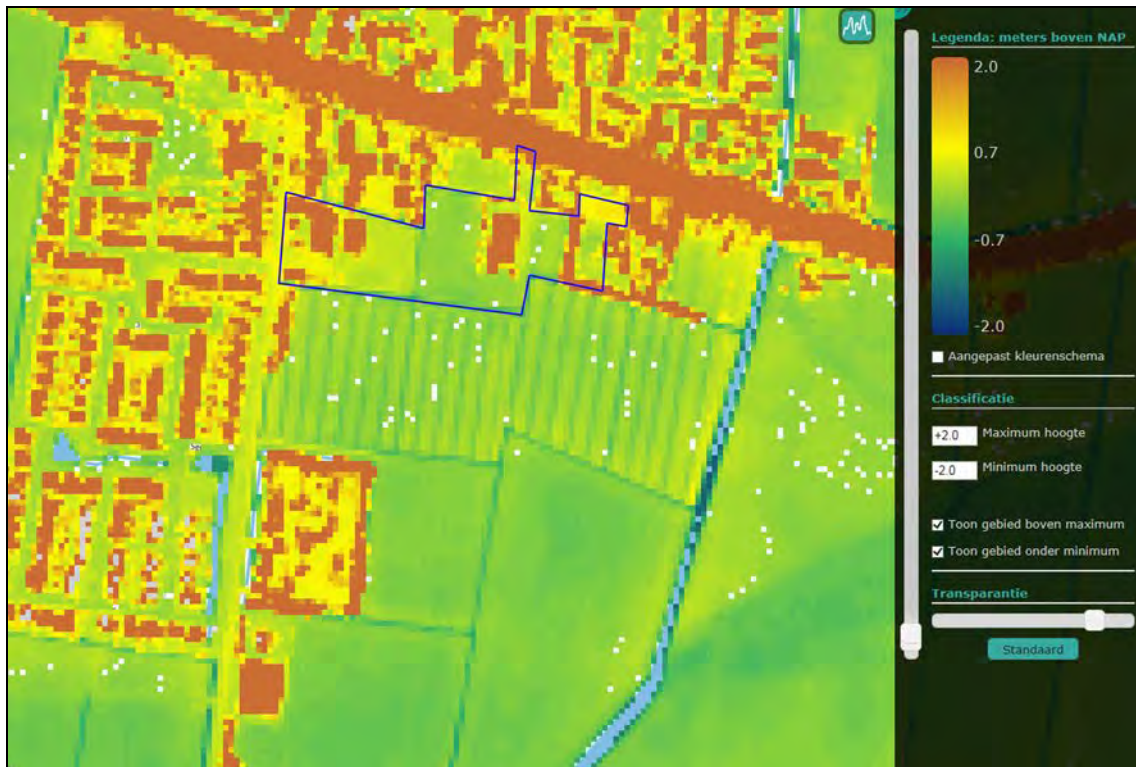 Legenda: meters boven NAP
2.0
0.7
-0.7
-2.0
Aangepast kleurenschema
Classificatie
+2.0 Maximum hoogte
-2.0 Minimum hoogte
Toon gebied boven maximum
Toon gebied onder minimum
Transparantie
Standaard